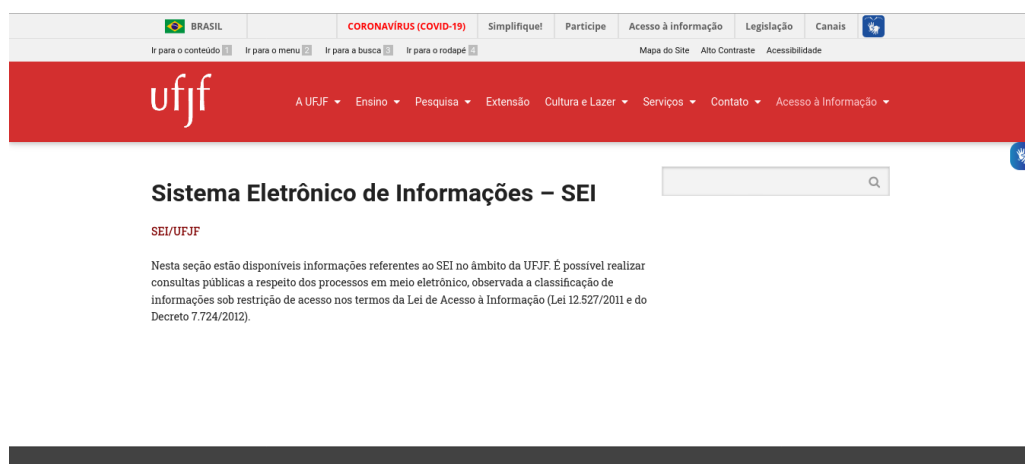 BRASIL CORONAVÍRUS (COVID-19) Simplifique! Participe Acesso à informação Legislação Canais
Ir para o conteúdo 1 Ir para o menu 2 Ir para a busca 3 Ir para o rodapé 4 Mapa do Site Alto Contraste Acessibilidade
ufjf
A UFJF Ensino Pesquisa Extensão Cultura e Lazer Serviços Contato Acesso à Informação
Sistema Eletrônico de Informações – SEI
SEI/UFJF
Nesta seção estão disponíveis informações referentes ao SEI no âmbito da UFJF. É possível realizar
consultas públicas a respeito dos processos em meio eletrônico, observada a classificação de
informações sob restrição de acesso nos termos da Lei de Acesso à Informação (Lei 12.527/2011 e do
Decreto 7.724/2012).